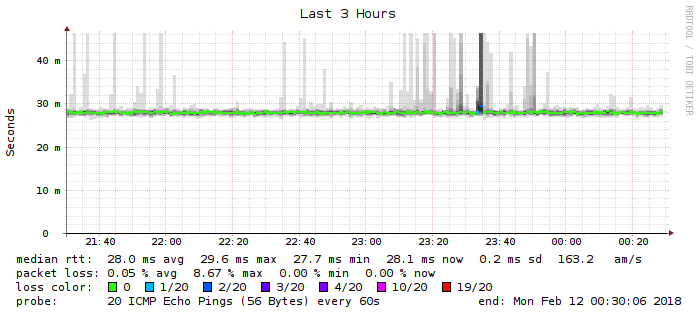 Last 3 Hours
RRDTOOL / TOBI OETIKER
Seconds
40 m
30 m
20 m
10 m
0
21:40 22:00 22:20 22:40 23:00 23:20 23:40 00:00 00:20
median rtt: 28.0 ms avg 29.6 ms max 27.7 ms min 28.1 ms now 0.2 ms sd 163.2 am/s
packet loss: 0.05 % avg 8.67 % max 0.00 % min 0.00 % now
loss color: 0 1/20 2/20 3/20 4/20 10/20 19/20
probe: 20 ICMP Echo Pings (56 Bytes) every 60s end: Mon Feb 12 00:30:06 2018